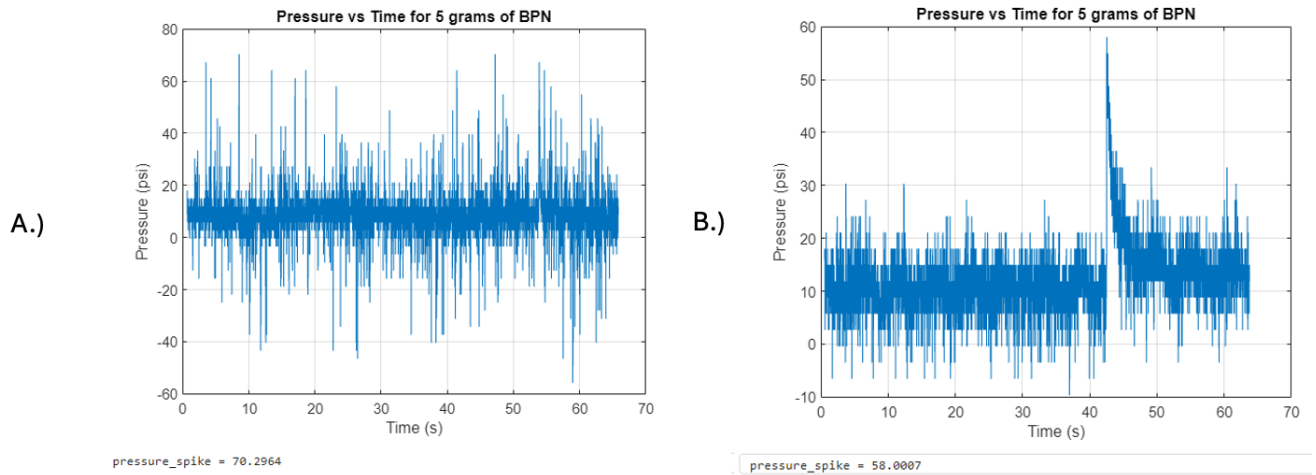 A.)
Pressure vs Time for 5 grams of BPN
Pressure (psi)
80
60
40
20
0
-20
-40
-60
0 10 20 30 40 50 60 70
Time (s)
pressure_spike = 70.2964
B.)
Pressure vs Time for 5 grams of BPN
Pressure (psi)
60
50
40
30
20
10
0
-10
0 10 20 30 40 50 60 70
Time (s)
pressure_spike = 58.0007